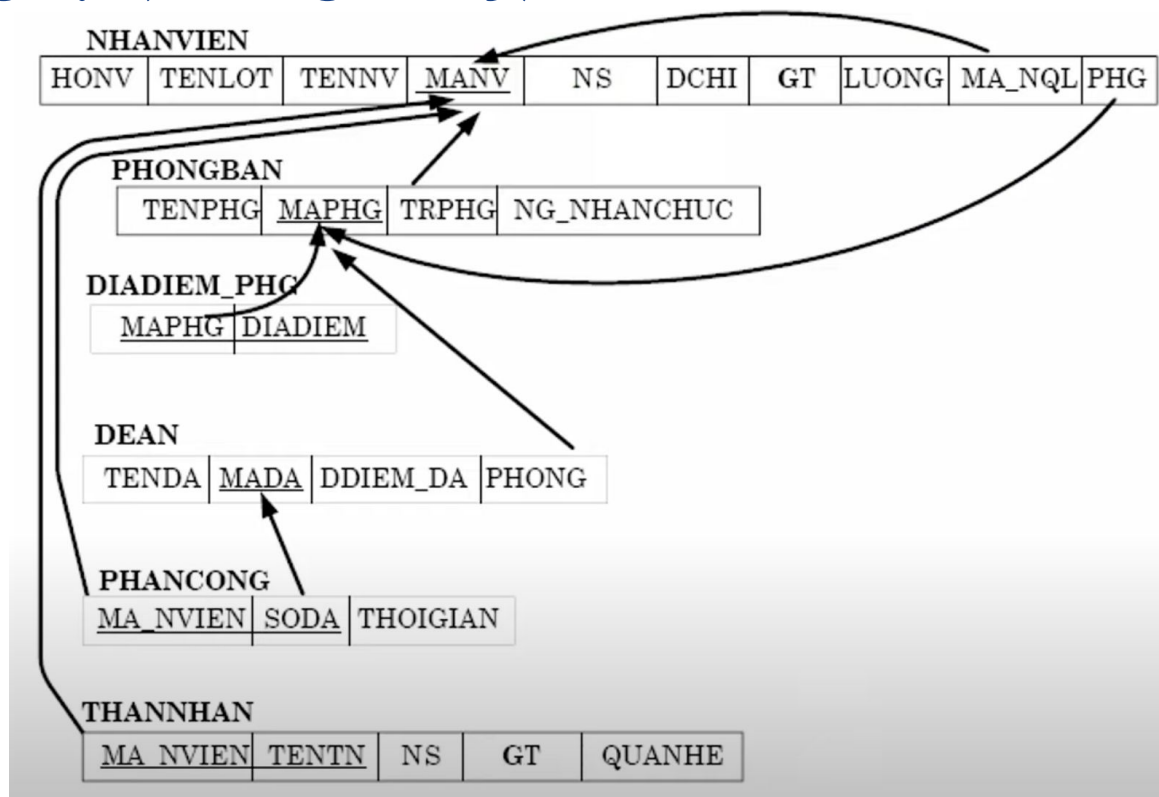 NHANVIEN
HONV TENLOT TENNV MANV NS DCHI GT LUONG MA_NQL PHG
PHONGBAN
TENPHG MAPHG TRPHG NG_NHANCHUC
DIADIEM_PHG
MAPHG DIADIEM
DEAN
TENDA MADA DDIEM_DA PHONG
PHANCONG
MA_NVIEN SODA THOIGIAN
THANNHAN
MA_NVIEN TENTN NS GT QUANHE